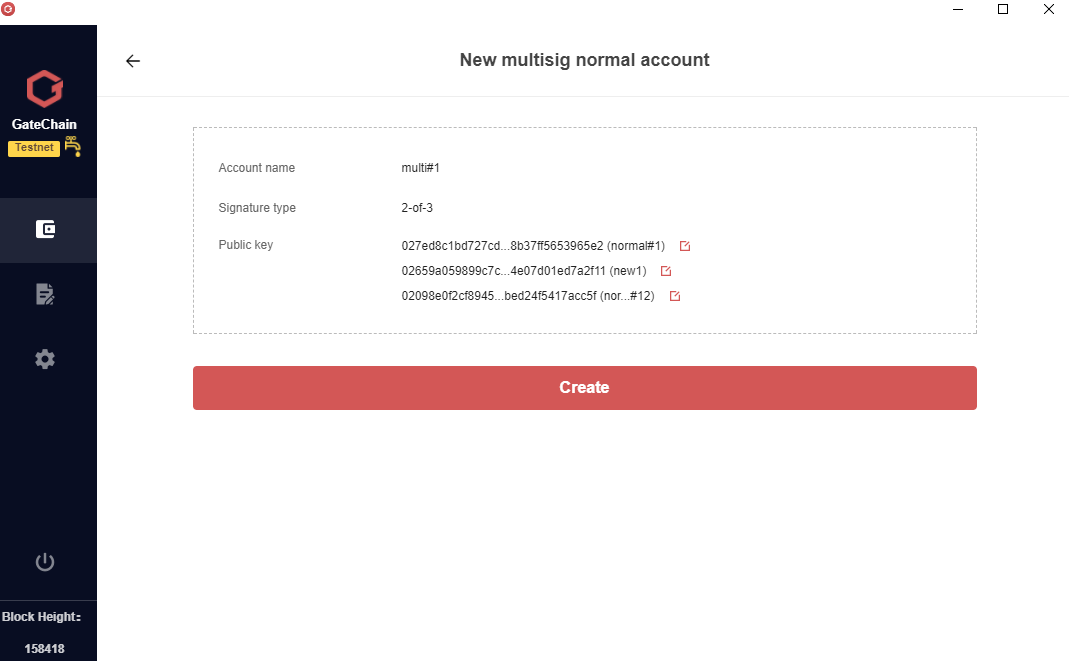 New multisig normal account
GateChain
Testnet
Account name multi#1
Signature type 2-of-3
Public key 027ed8c1bd727cd...8b37ff5653965e2 (normal#1)
02659a059899c7c...4e07d01ed7a2f11 (new1)
02098e0f2cf8945...bed24f5417acc5f (nor...#12)
Create
Block Height:
158418